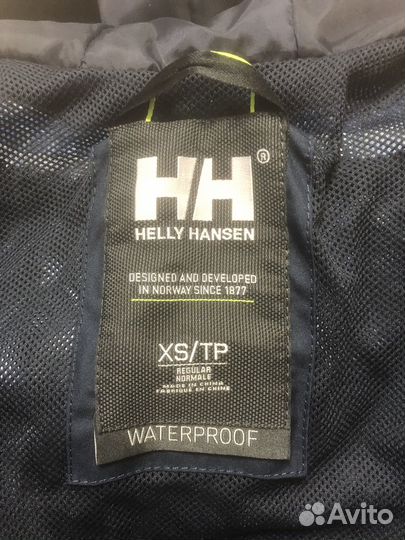 HH®
HELLY HANSEN
DESIGNED AND DEVELOPED
IN NORWAY SINCE 1877
XS/TP
REGULAR
NORMALE
MADE IN CHINA
FABRIQUE EN CHINE
WATERPROOF
Avito